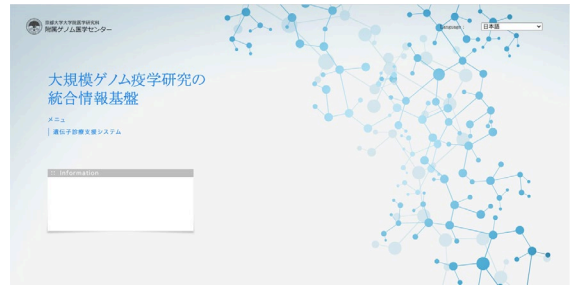 京都大学大学院医学研究科
附属ゲノム医学センター
Language :
日本語
大規模ゲノム疫学研究の
統合情報基盤
メニュー
遺伝子診療支援システム
Information